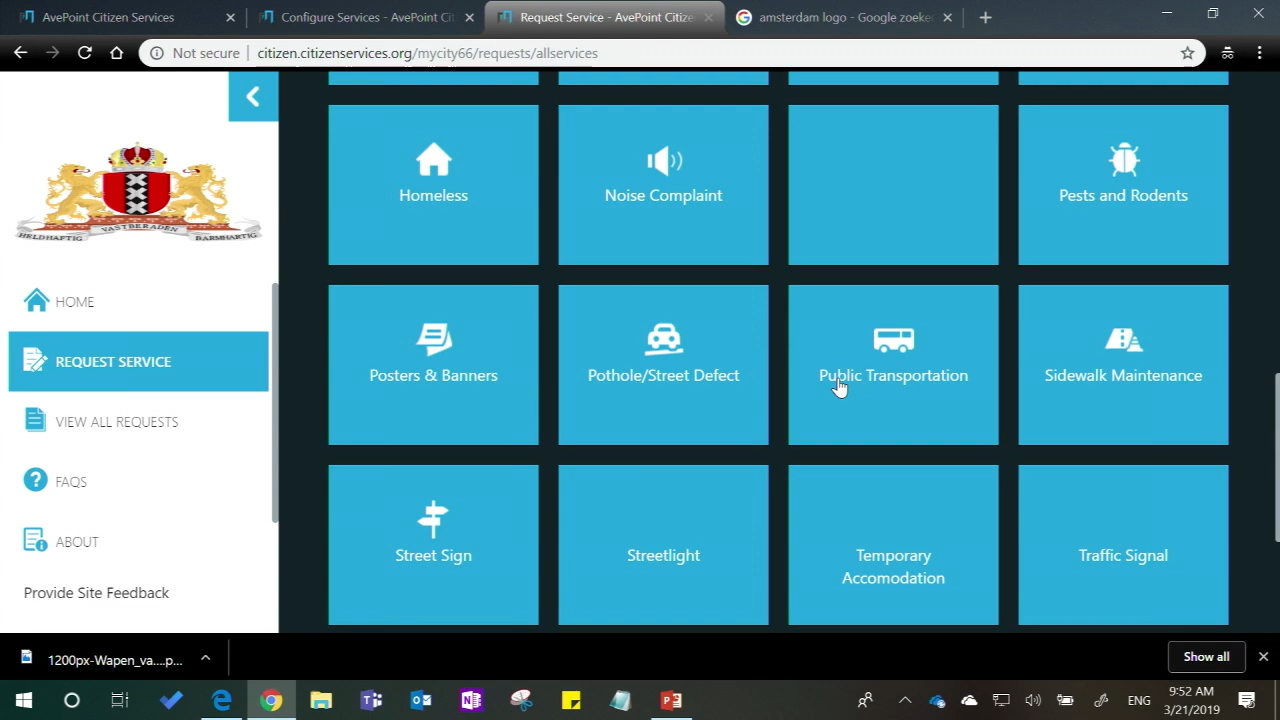 AvePoint Citizen Services
Configure Services - AvePoint Cit
Request Service - AvePoint Citize
amsterdam logo - Google zoeke
Not secure
citizen.citizenservices.org/mycity66/requests/allservices
HELDHAFTIG VASTBERADEN BARMHARTIG
HOME
REQUEST SERVICE
VIEW ALL REQUESTS
FAQS
ABOUT
Provide Site Feedback
Homeless
Noise Complaint
Pests and Rodents
Posters & Banners
Pothole/Street Defect
Public Transportation
Sidewalk Maintenance
Street Sign
Streetlight
Temporary
Accomodation
Traffic Signal
1200px-Wapen_va....p...
Show all
ENG
9:52 AM
3/21/2019